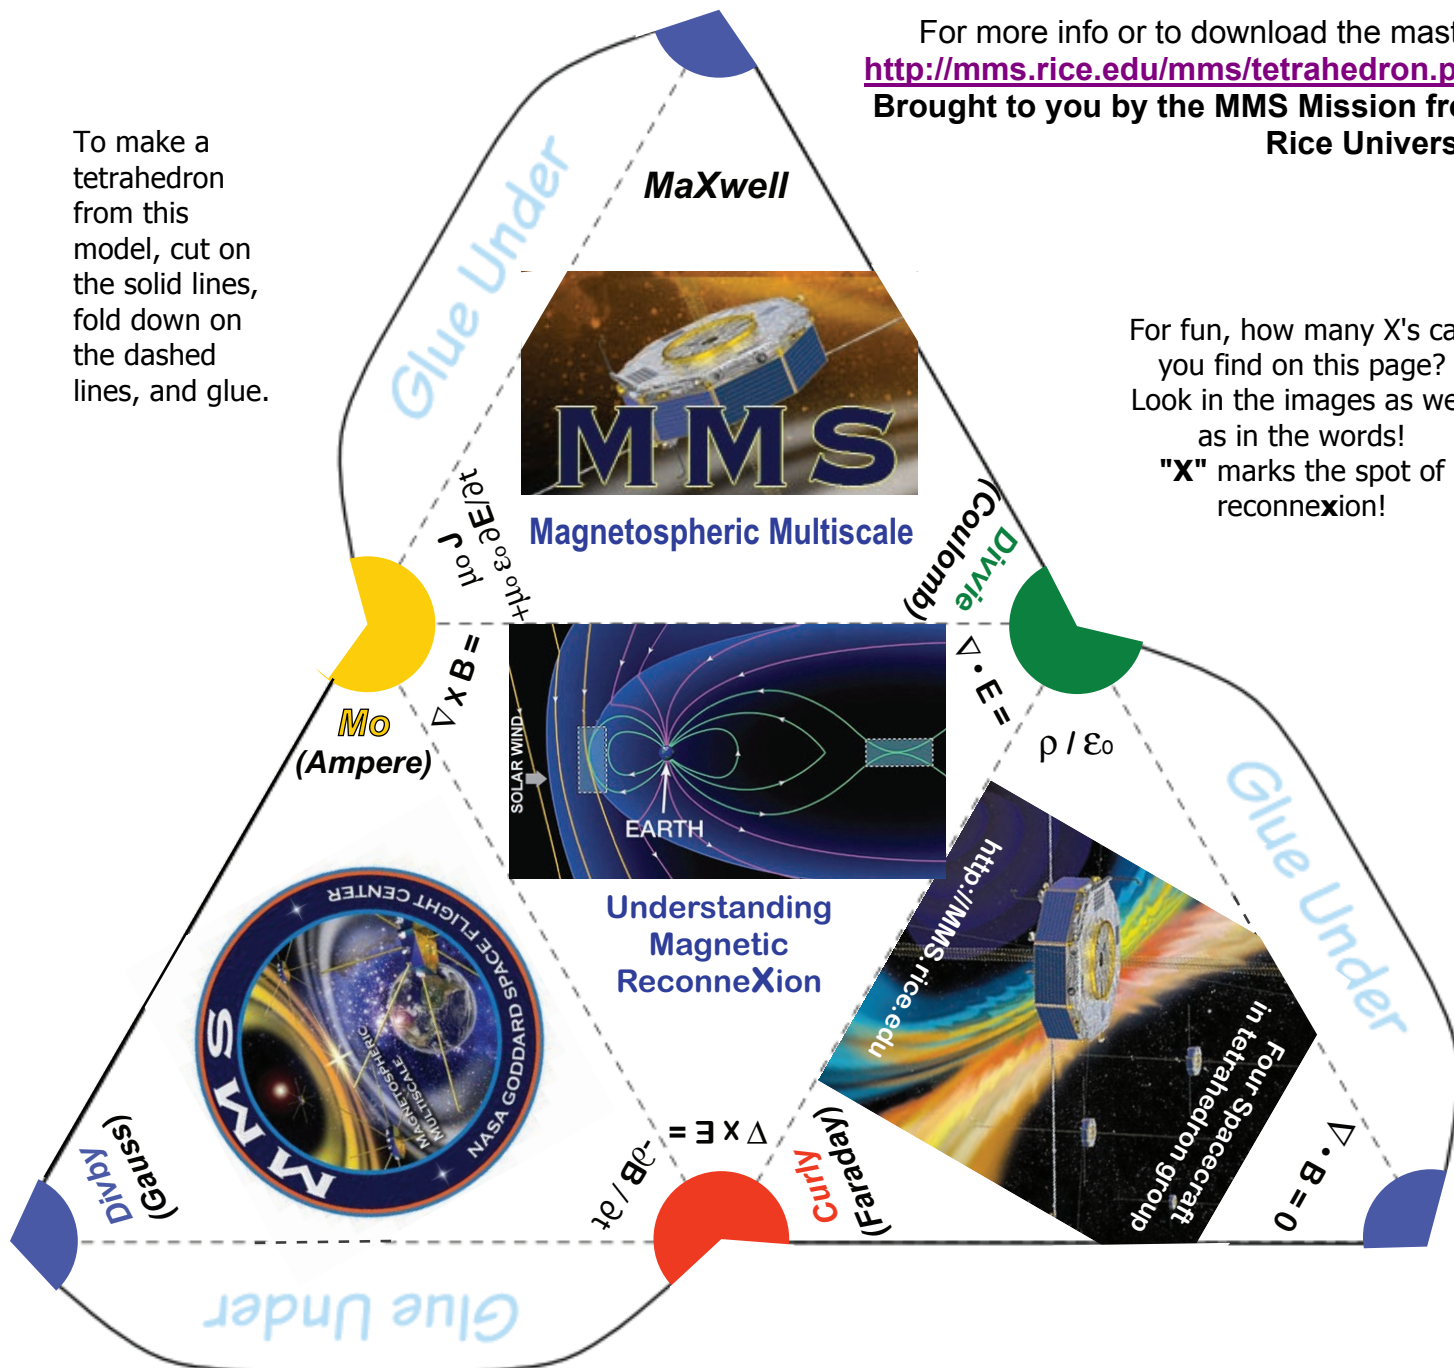 For more info or to download the mast
http://mms.rice.edu/mms/tetrahedron.p
Brought to you by the MMS Mission fr
Rice Univers
To make a
tetrahedron
from this
model, cut on
the solid lines,
fold down on
the dashed
lines, and glue.
For fun, how many X's ca
you find on this page?
Look in the images as we
as in the words!
"X" marks the spot of
reconnexion!
Glue Under
MaXwell
MMS
Magnetospheric Multiscale
+μ₀ε₀∂E/∂t
μ₀J
∇ X B =
Mo
(Ampere)
Divvie
(Coulomb)
∇ • E =
ρ / ε₀
SOLAR WIND
EARTH
Understanding
Magnetic
ReconneXion
NASA GODDARD SPACE FLIGHT CENTER
MAGNETOSPHERIC
MULTISCALE
MMS
http://MMS.rice.edu
Four Spacecraft
in tetrahedron group
Glue Under
Divby
(Gauss)
∇ X E =
-∂B / ∂t
Curly
(Faraday)
∇ • B = 0
Glue Under